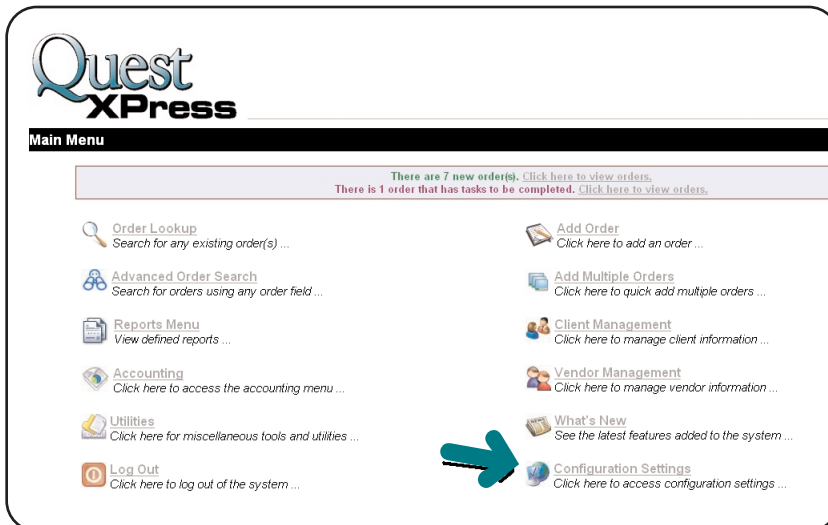 Quest
XPress
Main Menu
There are 7 new order(s). Click here to view orders.
There is 1 order that has tasks to be completed. Click here to view orders.
Order Lookup
Search for any existing order(s) ...
Advanced Order Search
Search for orders using any order field ...
Reports Menu
View defined reports ...
Accounting
Click here to access the accounting menu ...
Utilities
Click here for miscellaneous tools and utilities ...
Log Out
Click here to log out of the system ...
Add Order
Click here to add an order ...
Add Multiple Orders
Click here to quick add multiple orders ...
Client Management
Click here to manage client information ...
Vendor Management
Click here to manage vendor information ...
What's New
See the latest features added to the system ...
Configuration Settings
Click here to access configuration settings ...